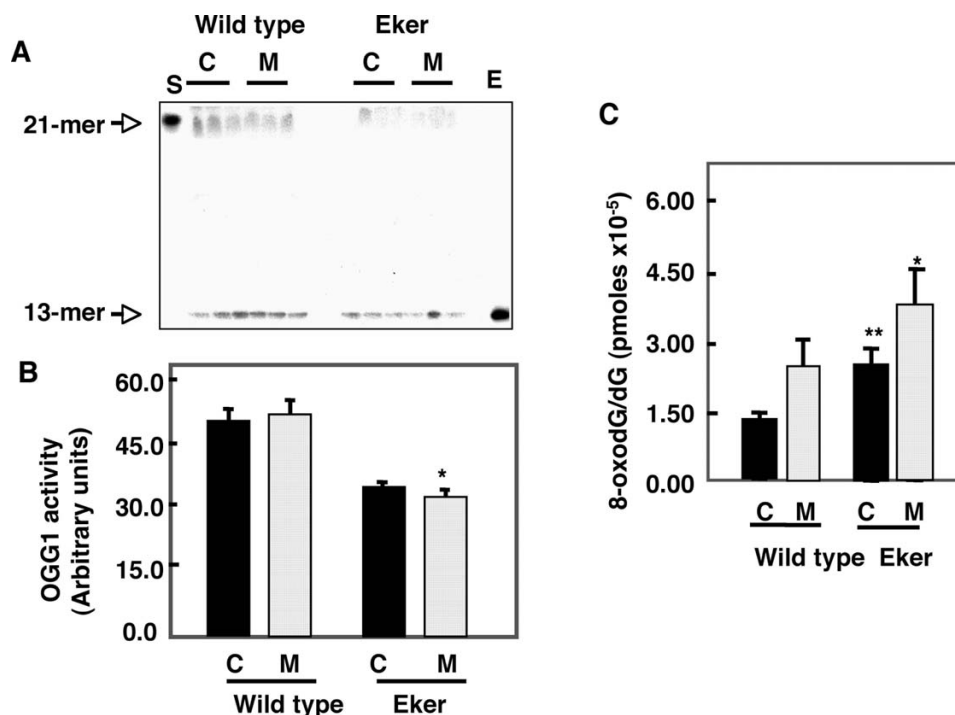 Wild type Eker
A
C M C M
S E
21-mer
13-mer
B
60.0
45.0
30.0
15.0
0.0
OGG1 activity
(Arbitrary units)
*
C M C M
Wild type Eker
C
6.00
4.50
3.00
1.50
0.00
8-oxodG/dG (pmoles x10⁻⁵)
** *
C M C M
Wild type Eker